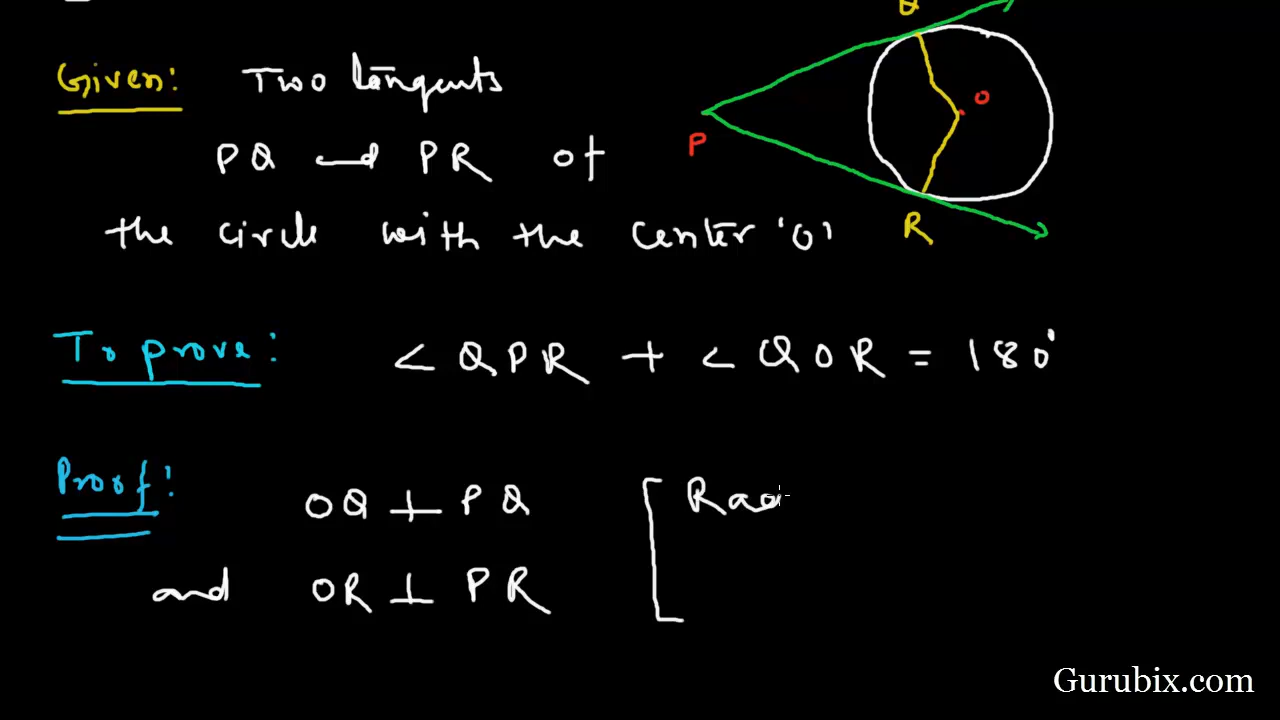 Q
O
P
R
Given: Two tangents
PQ and PR of
the circle with the center 'O'
To prove: < QPR + < QOR = 180°
Proof: OQ ⊥ PQ [ Rad
and OR ⊥ PR
Gurubix.com